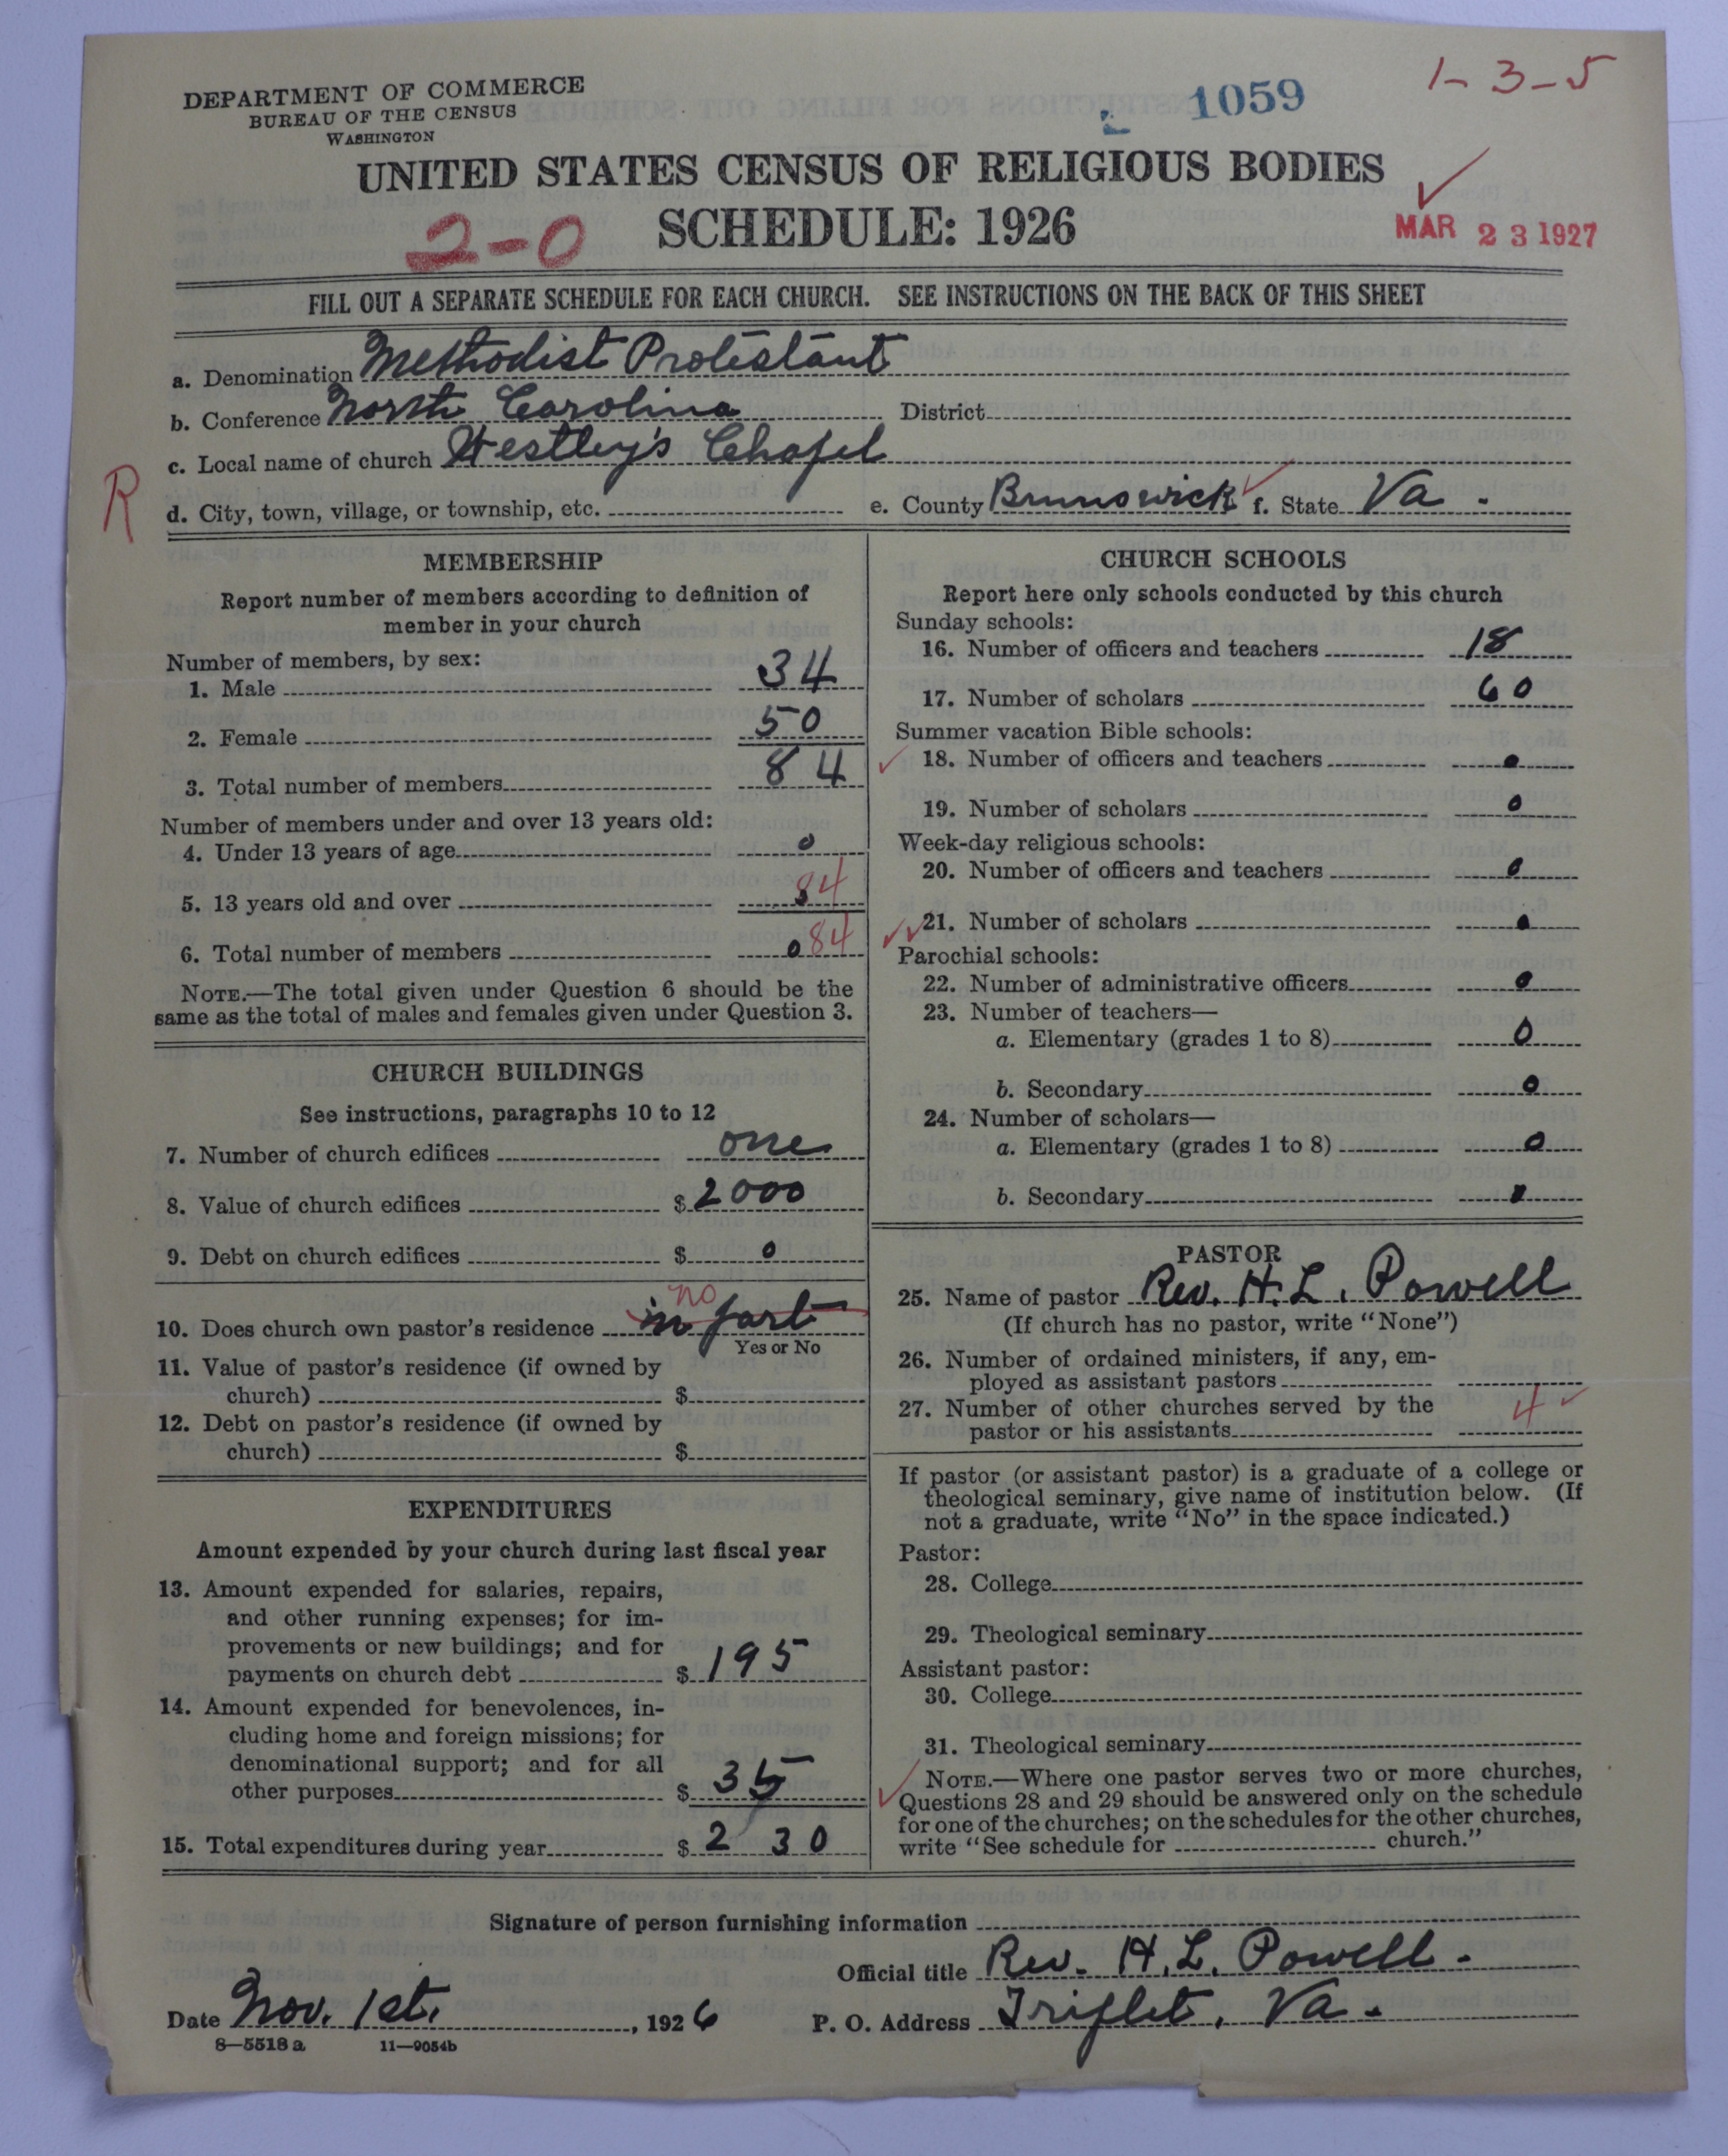 1-3-5
DEPARTMENT OF COMMERCE
BUREAU OF THE CENSUS
WASHINGTON
1059
UNITED STATES CENSUS OF RELIGIOUS BODIES
2-0 SCHEDULE: 1926
MAR 23 1927
FILL OUT A SEPARATE SCHEDULE FOR EACH CHURCH. SEE INSTRUCTIONS ON THE BACK OF THIS SHEET
a. Denomination Methodist Protestant
b. Conference North Carolina District
c. Local name of church Westley's Chapel
R
d. City, town, village, or township, etc. e. County Brunswick f. State Va.
MEMBERSHIP
Report number of members according to definition of
member in your church
Number of members, by sex:
1. Male 34
2. Female 50
3. Total number of members 84
Number of members under and over 13 years old:
4. Under 13 years of age 0
5. 13 years old and over 84
6. Total number of members 0 84
NOTE.—The total given under Question 6 should be the
same as the total of males and females given under Question 3.
CHURCH BUILDINGS
See instructions, paragraphs 10 to 12
7. Number of church edifices one
8. Value of church edifices $ 2000
9. Debt on church edifices $ 0
10. Does church own pastor's residence in part no
Yes or No
11. Value of pastor's residence (if owned by
church) $
12. Debt on pastor's residence (if owned by
church) $
EXPENDITURES
Amount expended by your church during last fiscal year
13. Amount expended for salaries, repairs,
and other running expenses; for im-
provements or new buildings; and for
payments on church debt $ 195
14. Amount expended for benevolences, in-
cluding home and foreign missions; for
denominational support; and for all
other purposes $ 35
15. Total expenditures during year $ 230
CHURCH SCHOOLS
Report here only schools conducted by this church
Sunday schools:
16. Number of officers and teachers 18
17. Number of scholars 60
Summer vacation Bible schools:
18. Number of officers and teachers 0
19. Number of scholars 0
Week-day religious schools:
20. Number of officers and teachers 0
21. Number of scholars 0
Parochial schools:
22. Number of administrative officers 0
23. Number of teachers—
a. Elementary (grades 1 to 8) 0
b. Secondary 0
24. Number of scholars—
a. Elementary (grades 1 to 8) 0
b. Secondary 0
PASTOR
25. Name of pastor Rev. H. L. Powell
(If church has no pastor, write "None")
26. Number of ordained ministers, if any, em-
ployed as assistant pastors
27. Number of other churches served by the
pastor or his assistants 4
If pastor (or assistant pastor) is a graduate of a college or
theological seminary, give name of institution below. (If
not a graduate, write "No" in the space indicated.)
Pastor:
28. College
29. Theological seminary
Assistant pastor:
30. College
31. Theological seminary
NOTE.—Where one pastor serves two or more churches,
Questions 28 and 29 should be answered only on the schedule
for one of the churches; on the schedules for the other churches,
write "See schedule for church."
Signature of person furnishing information
Official title Rev. H. L. Powell.
Date Nov. 1st., 1926 P. O. Address Triplet, Va.
8—5518 a 11—9054b